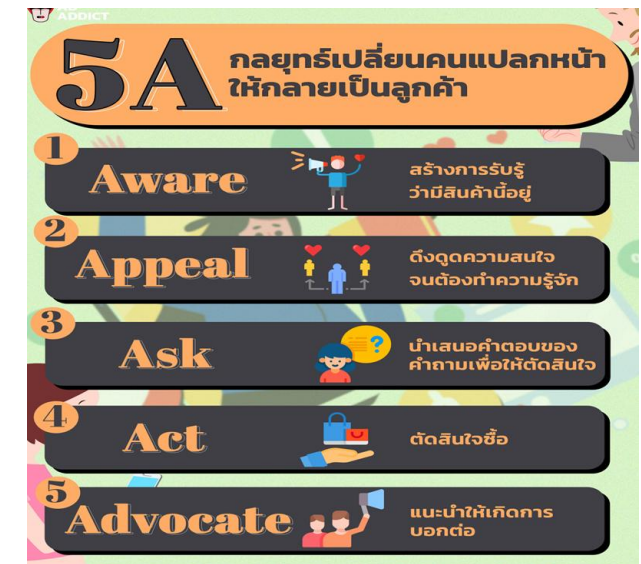 ADDICT
5A
กลยุทธ์เปลี่ยนคนแปลกหน้า
ให้กลายเป็นลูกค้า
1
Aware
สร้างการรับรู้
ว่ามีสินค้านี้อยู่
2
Appeal
ดึงดูดความสนใจ
จนต้องทำความรู้จัก
3
Ask
?
นำเสนอคำตอบของ
คำถามเพื่อให้ตัดสินใจ
4
Act
ตัดสินใจซื้อ
5
Advocate
แนะนำให้เกิดการ
บอกต่อ